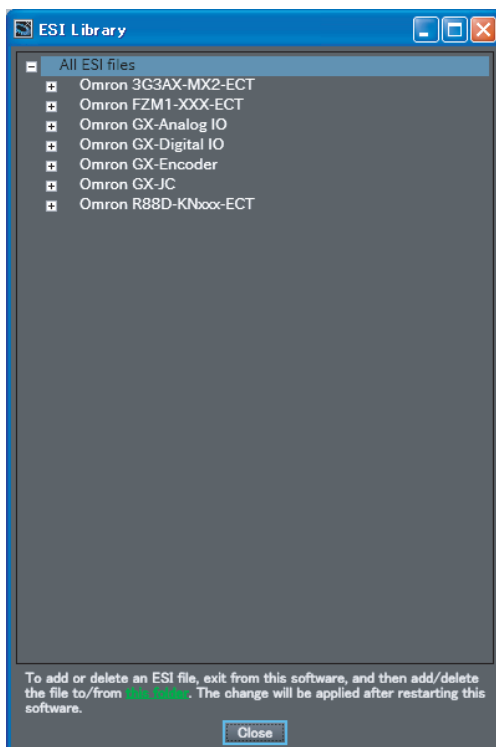 ESI Library
All ESI files
Omron 3G3AX-MX2-ECT
Omron FZM1-XXX-ECT
Omron GX-Analog IO
Omron GX-Digital IO
Omron GX-Encoder
Omron GX-JC
Omron R88D-KNxxx-ECT
To add or delete an ESI file, exit from this software, and then add/delete
the file to/from this folder. The change will be applied after restarting this
software.
Close